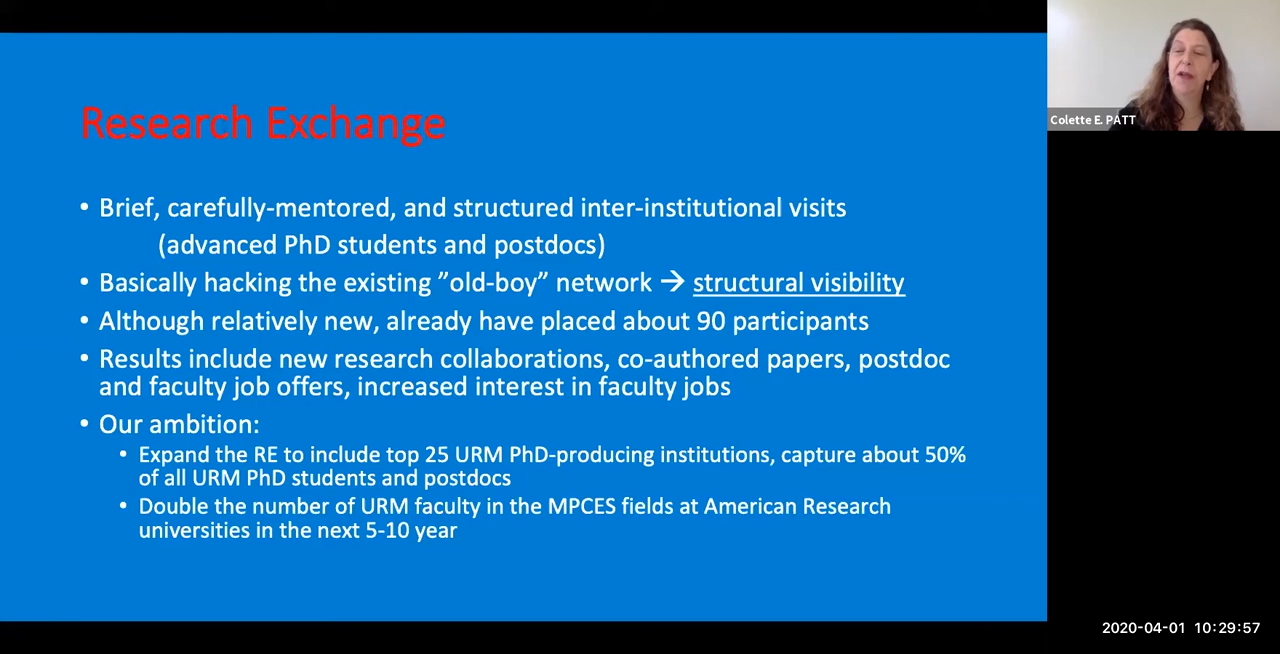 Research Exchange
• Brief, carefully-mentored, and structured inter-institutional visits
(advanced PhD students and postdocs)
• Basically hacking the existing ”old-boy” network → structural visibility
• Although relatively new, already have placed about 90 participants
• Results include new research collaborations, co-authored papers, postdoc
and faculty job offers, increased interest in faculty jobs
• Our ambition:
• Expand the RE to include top 25 URM PhD-producing institutions, capture about 50%
of all URM PhD students and postdocs
• Double the number of URM faculty in the MPCES fields at American Research
universities in the next 5-10 year
Colette E. PATT
2020-04-01 10:29:57